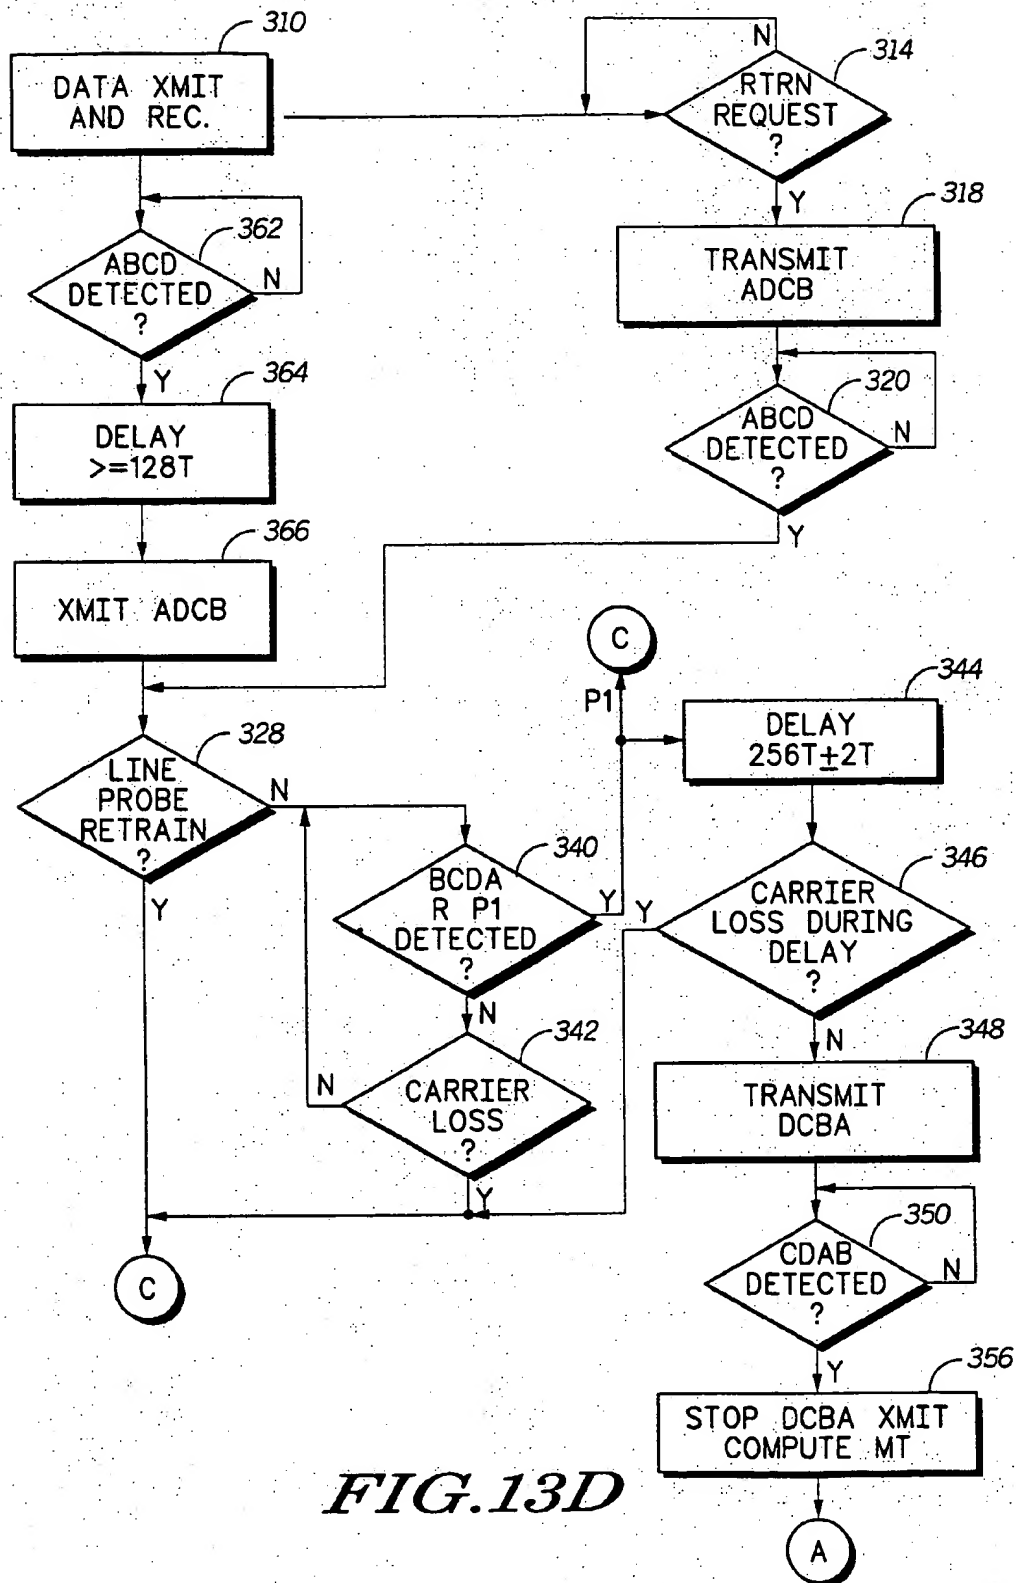 310
DATA XMIT
AND REC.
N
314
RTRN
REQUEST
?
Y
318
TRANSMIT
ADCB
362
ABCD
DETECTED
?
N
Y
320
ABCD
DETECTED
?
N
Y
364
DELAY
>=128T
366
XMIT ADCB
C
P1
344
DELAY
256T±2T
328
LINE
PROBE
RETRAIN
?
N
Y
340
BCDA
R P1
DETECTED
?
Y
N
346
CARRIER
LOSS DURING
DELAY
?
Y
N
342
CARRIER
LOSS
?
N
Y
348
TRANSMIT
DCBA
350
CDAB
DETECTED
?
N
Y
C
356
STOP DCBA XMIT
COMPUTE MT
A
FIG.13D